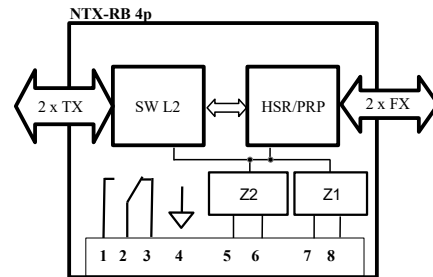 NTX-RB 4p
2 x TX SW L2 HSR/PRP 2 x FX
Z2 Z1
1 2 3 4 5 6 7 8